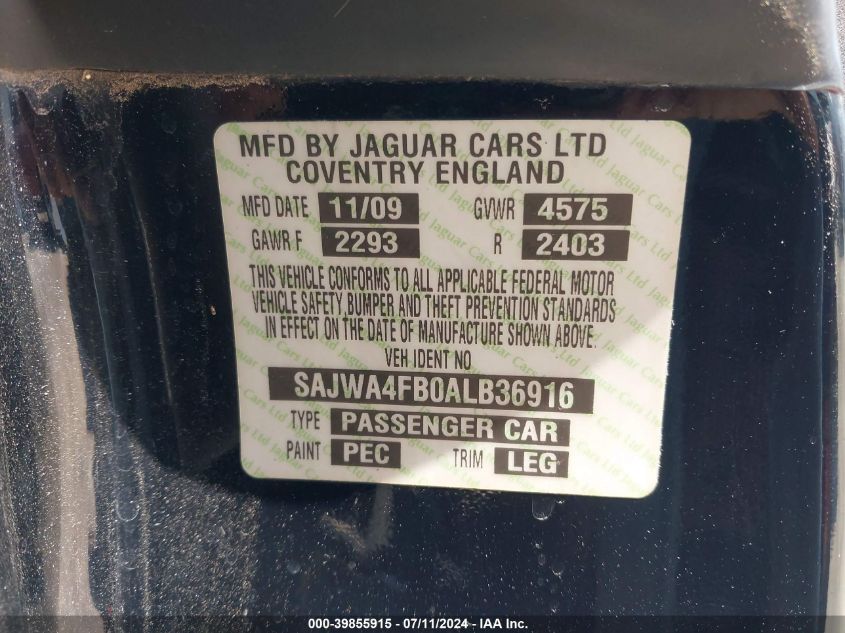 MFD BY JAGUAR CARS LTD
COVENTRY ENGLAND
MFD DATE 11/09 GVWR 4575
GAWR F 2293 R 2403
THIS VEHICLE CONFORMS TO ALL APPLICABLE FEDERAL MOTOR
VEHICLE SAFETY BUMPER AND THEFT PREVENTION STANDARDS
IN EFFECT ON THE DATE OF MANUFACTURE SHOWN ABOVE.
VEH IDENT NO
SAJWA4FB0ALB36916
TYPE PASSENGER CAR
PAINT PEC TRIM LEG
000-39855915 - 07/11/2024 - IAA Inc.